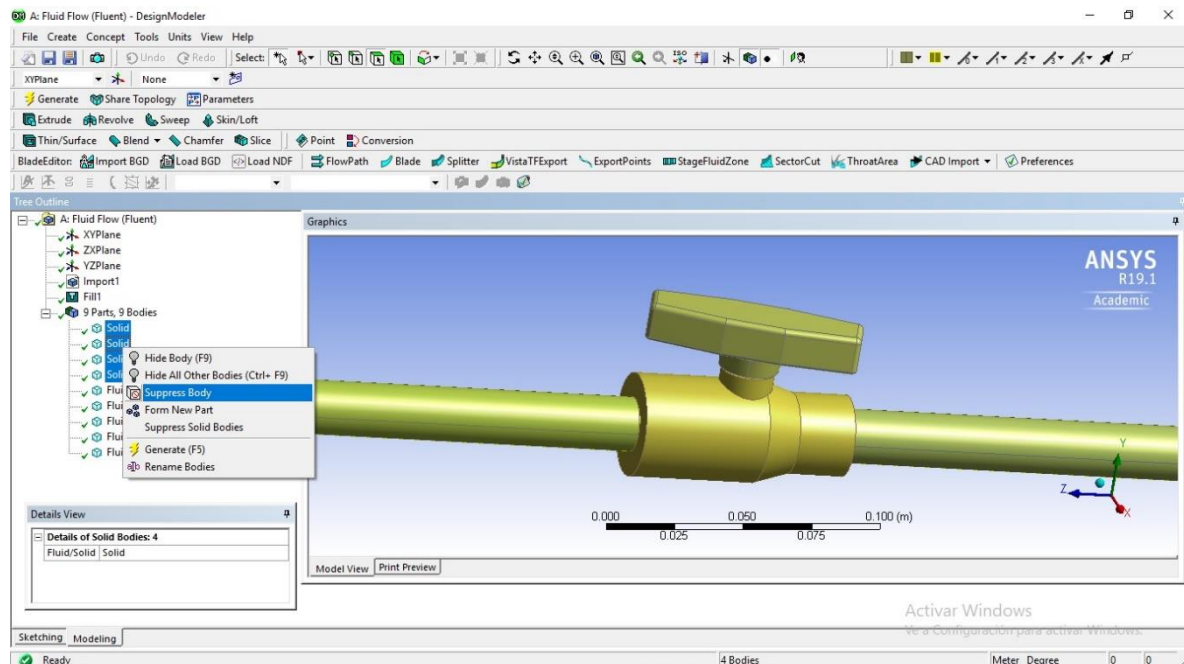 A: Fluid Flow (Fluent) - DesignModeler
File Create Concept Tools Units View Help
Undo Redo Select:
XYPlane None
Generate Share Topology Parameters
Extrude Revolve Sweep Skin/Loft
Thin/Surface Blend Chamfer Slice Point Conversion
BladeEditor: Import BGD Load BGD Load NDF FlowPath Blade Splitter VistaTFExport ExportPoints StageFluidZone SectorCut ThroatArea CAD Import Preferences
Tree Outline
A: Fluid Flow (Fluent)
XYPlane
ZXPlane
YZPlane
Import1
Fill1
9 Parts, 9 Bodies
Solid
Solid
Soli
Soli
Flui
Flui
Flui
Flui
Flui
Hide Body (F9)
Hide All Other Bodies (Ctrl+ F9)
Suppress Body
Form New Part
Suppress Solid Bodies
Generate (F5)
Rename Bodies
Details View
Details of Solid Bodies: 4
Fluid/Solid Solid
Graphics
ANSYS
R19.1
Academic
Y
Z
X
0.000 0.050 0.100 (m)
0.025 0.075
Model View Print Preview
Activar Windows
Ve a Configuración para activar Windows.
Sketching Modeling
Ready 4 Bodies Meter Degree 0 0